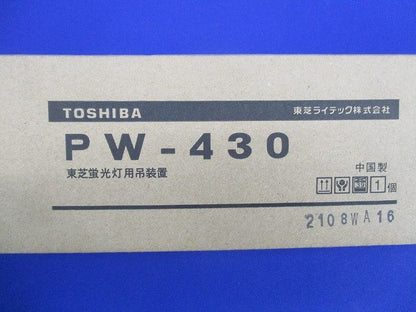 TOSHIBA 東芝ライテック株式会社
PW-430
東芝蛍光灯用吊装置
中国製
1個
2108WA16